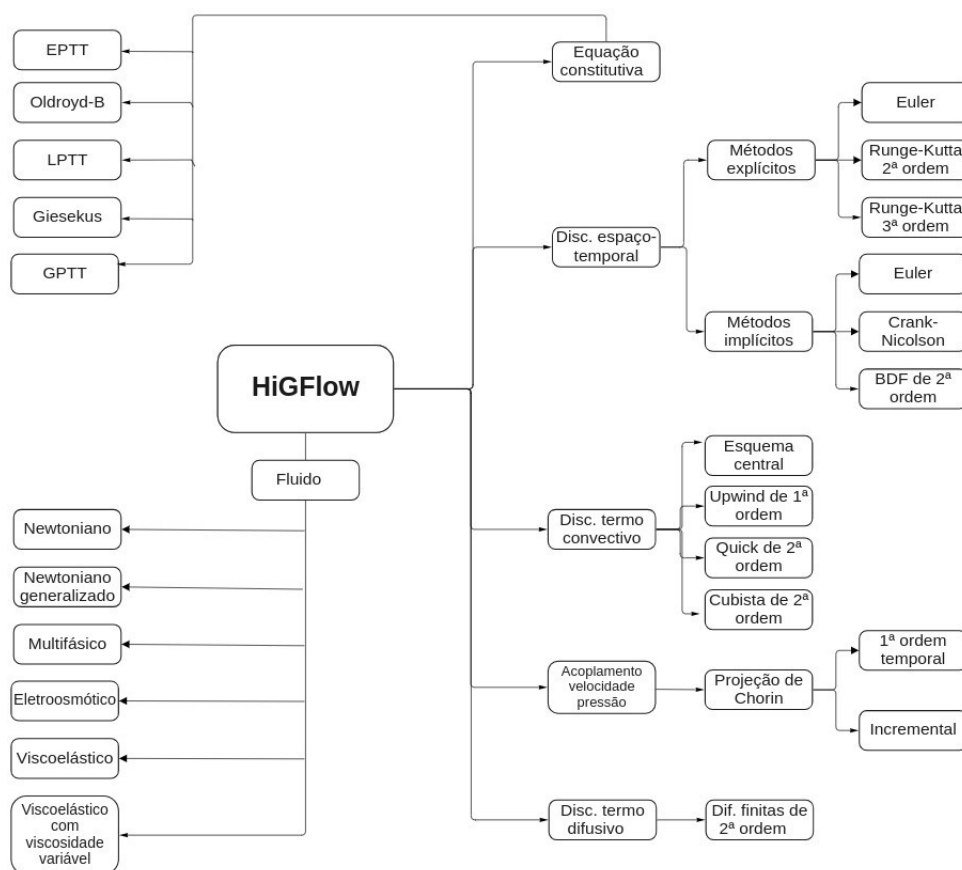 EPTT
Oldroyd-B
LPTT
Giesekus
GPTT
Equação
constitutiva
Disc. espaço-
temporal
Métodos
explícitos
Euler
Runge-Kutta
2ª ordem
Runge-Kutta
3ª ordem
Métodos
implícitos
Euler
Crank-
Nicolson
BDF de 2ª
ordem
HiGFlow
Fluido
Newtoniano
Newtoniano
generalizado
Multifásico
Eletroosmótico
Viscoelástico
Viscoelástico
com
viscosidade
variável
Disc. termo
convectivo
Esquema
central
Upwind de 1ª
ordem
Quick de 2ª
ordem
Cubista de 2ª
ordem
Acoplamento
velocidade
pressão
Projeção de
Chorin
1ª ordem
temporal
Incremental
Disc. termo
difusivo
Dif. finitas de
2ª ordem